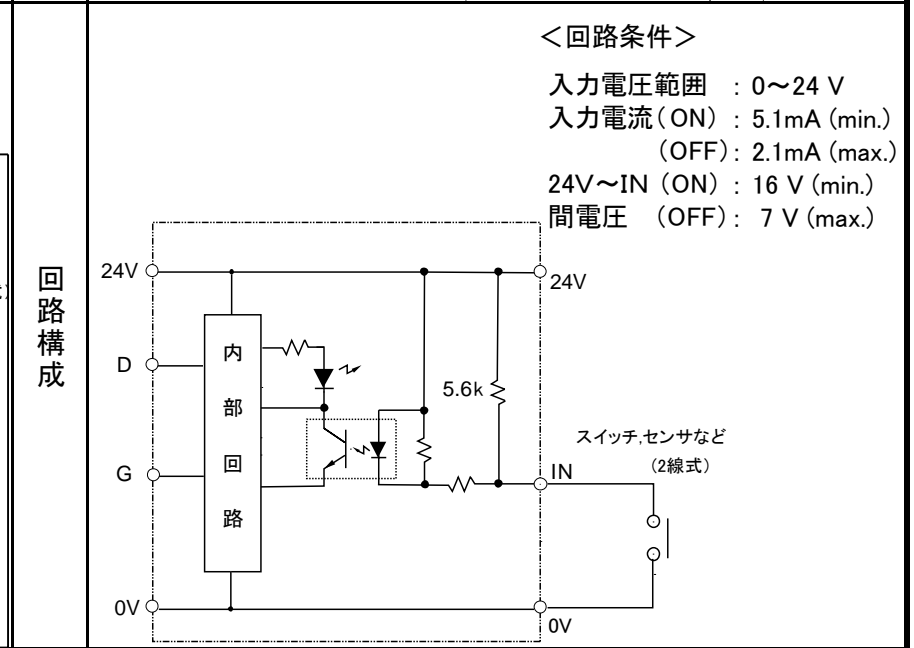 ＜回路条件＞
入力電圧範囲 : 0～24 V
入力電流(ON) : 5.1mA (min.)
(OFF): 2.1mA (max.)
24V～IN (ON) : 16 V (min.)
間電圧 (OFF): 7 V (max.)
回路構成
24V
24V
内部回路
D
5.6k
スイッチ,センサなど
(2線式)
G
IN
0V
0V